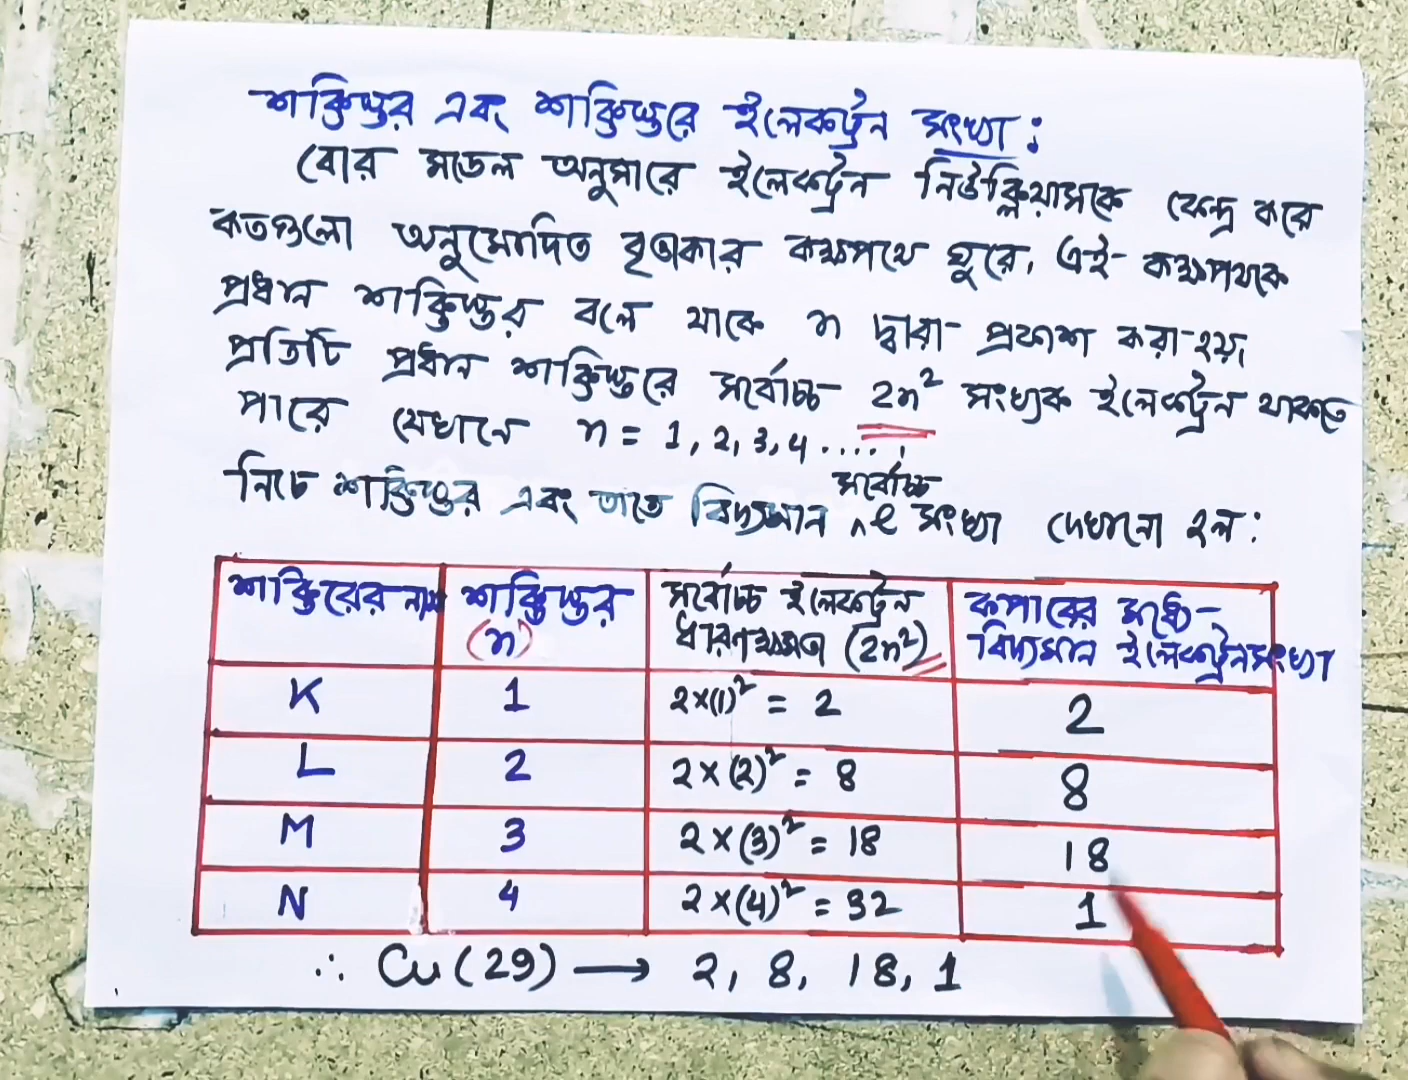 শক্তিস্তর এবং শক্তিস্তরে ইলেকট্রন সংখ্যা :
বোর মডেল অনুসারে ইলেকট্রন নিউক্লিয়াসকে কেন্দ্র করে
কতগুলো অনুমোদিত বৃত্তাকার কক্ষপথে ঘুরে, এই কক্ষপথকে
প্রধান শক্তিস্তর বলে যাকে n দ্বারা প্রকাশ করা হয়,
প্রতিটি প্রধান শক্তিস্তরে সর্বোচ্চ 2n² সংখ্যক ইলেকট্রন থাকতে
পারে যেখানে n = 1, 2, 3, 4 .....,
নিচে শক্তিস্তর এবং তাতে বিদ্যমান সর্বোচ্চ e সংখ্যা দেখানো হল :
শক্তিরের নাম শক্তিস্তর (n) সর্বোচ্চ ইলেকট্রন ধারণক্ষমতা (2n²) কপারের মধ্যে বিদ্যমান ইলেকট্রনসংখ্যা
K 1 2×(1)² = 2 2
L 2 2×(2)² = 8 8
M 3 2×(3)² = 18 18
N 4 2×(4)² = 32 1
∴ Cu (29) → 2, 8, 18, 1